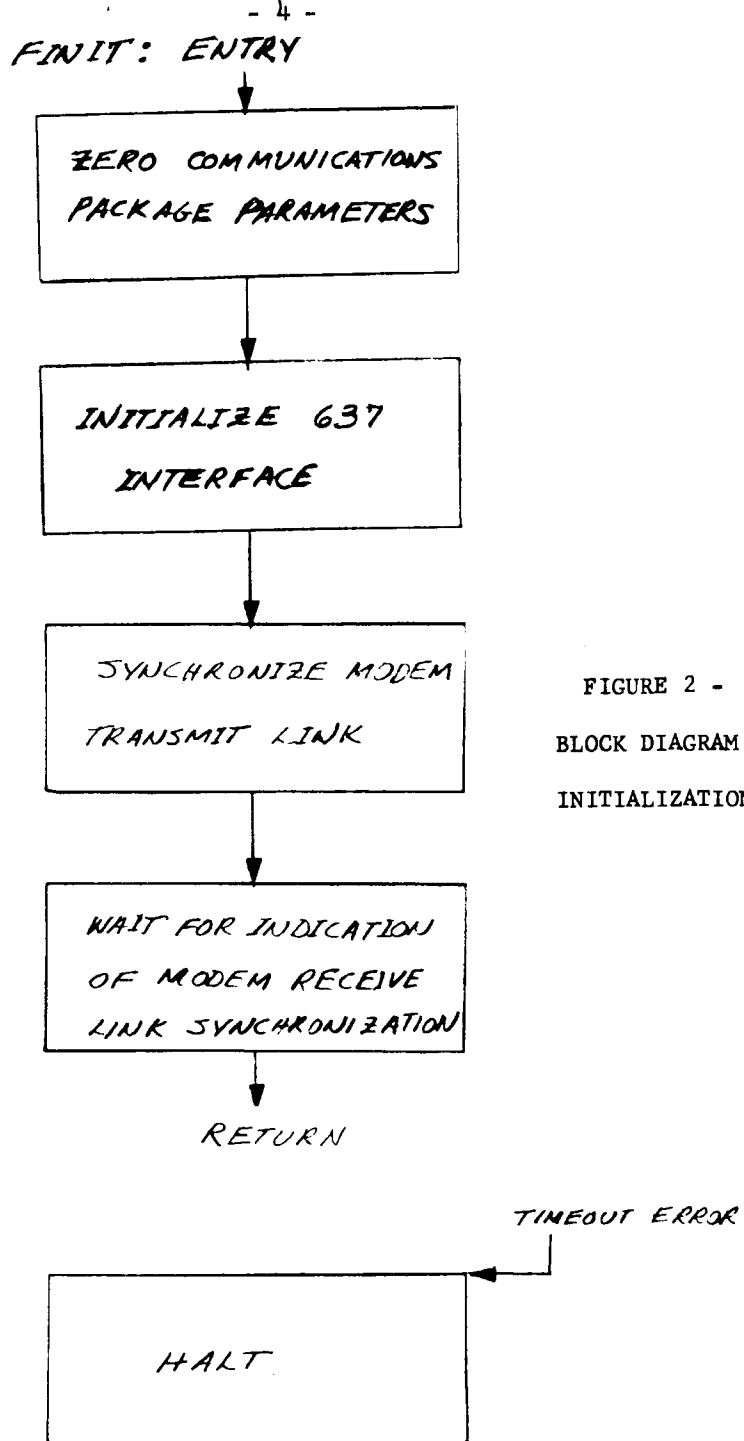 - 4 -
FINIT: ENTRY
ZERO COMMUNICATIONS
PACKAGE PARAMETERS
INITIALIZE 637
INTERFACE
SYNCHRONIZE MODEM
TRANSMIT LINK
FIGURE 2 -
BLOCK DIAGRAM
INITIALIZATION
WAIT FOR INDICATION
OF MODEM RECEIVE
LINK SYNCHRONIZATION
RETURN
TIMEOUT ERROR
HALT